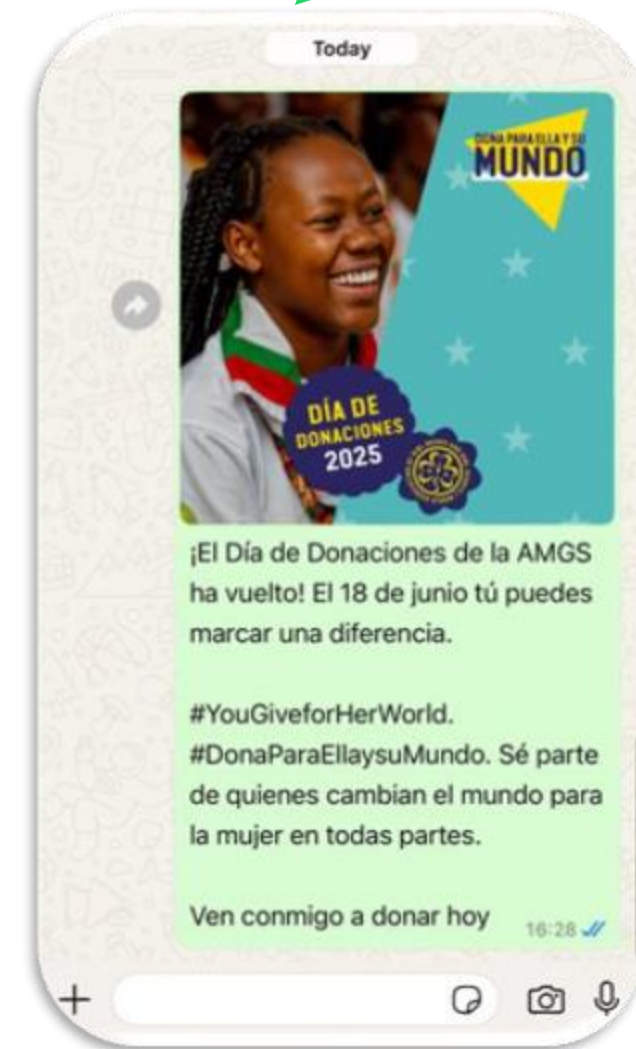 Today
DONA PARA ELLA Y SU
MUNDO
DÍA DE
DONACIONES
2025
¡El Día de Donaciones de la AMGS
ha vuelto! El 18 de junio tú puedes
marcar una diferencia.
#YouGiveforHerWorld.
#DonaParaEllaysuMundo. Sé parte
de quienes cambian el mundo para
la mujer en todas partes.
Ven conmigo a donar hoy
16:28